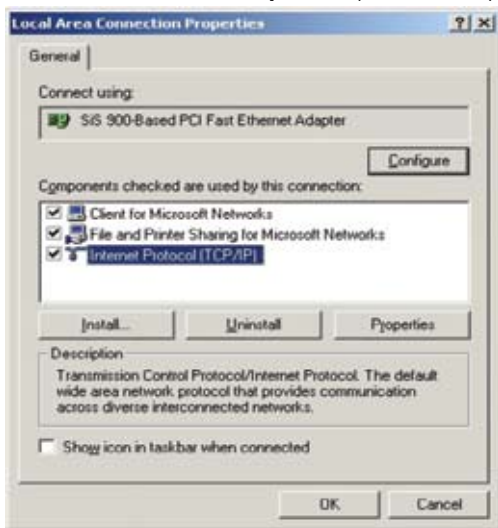 Local Area Connection Properties
General
Connect using:
SiS 900-Based PCI Fast Ethernet Adapter
Configure
Components checked are used by this connection:
Client for Microsoft Networks
File and Printer Sharing for Microsoft Networks
Internet Protocol (TCP/IP)
Install... Uninstall Properties
Description
Transmission Control Protocol/Internet Protocol. The default
wide area network protocol that provides communication
across diverse interconnected networks.
Show icon in taskbar when connected
OK Cancel